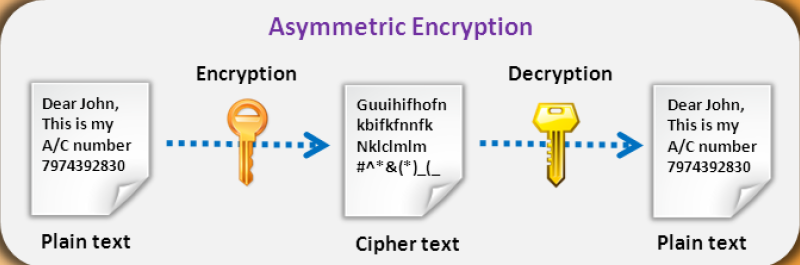 Asymmetric Encryption
Encryption
Decryption
Dear John,
This is my
A/C number
7974392830
Guuihifhofn
kbifkfnnfk
Nklclmlm
#^*&(*)_(_
Dear John,
This is my
A/C number
7974392830
Plain text
Cipher text
Plain text